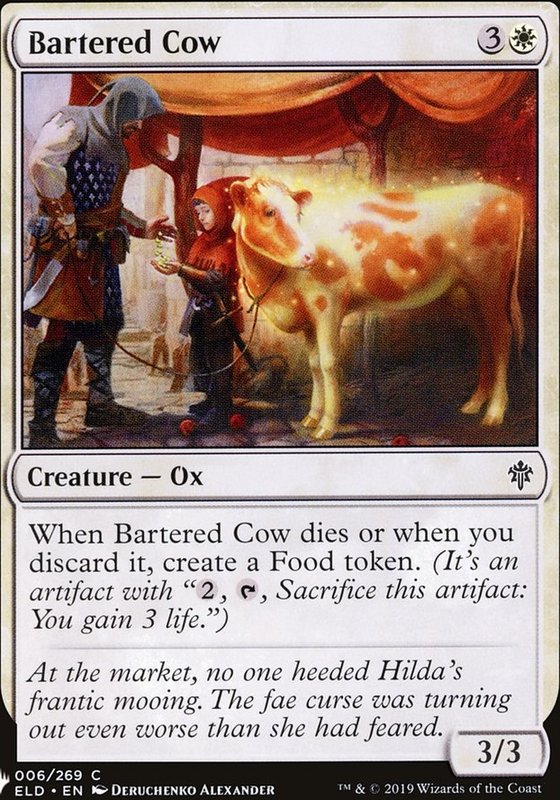 Bartered Cow 3
Creature — Ox
When Bartered Cow dies or when you
discard it, create a Food token. (It's an
artifact with “2, , Sacrifice this artifact:
You gain 3 life.”)
At the market, no one heeded Hilda's
frantic mooing. The fae curse was turning
out even worse than she had feared.
3/3
006/269 C
ELD • EN Deruchenko Alexander
™ & © 2019 Wizards of the Coast